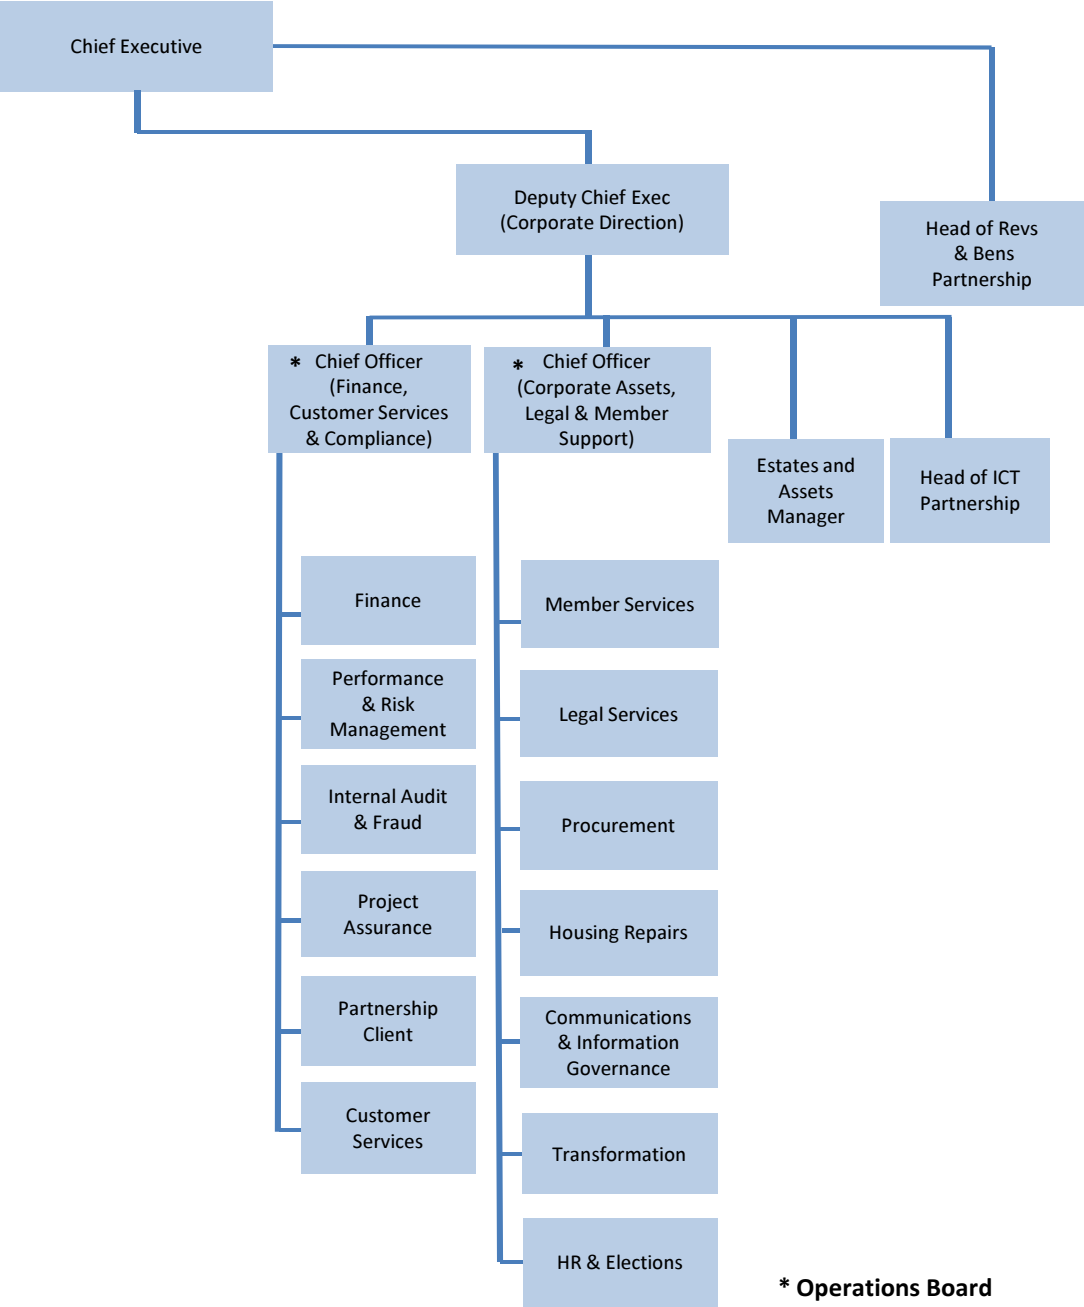 Chief Executive
Deputy Chief Exec
(Corporate Direction)
Head of Revs
& Bens
Partnership
* Chief Officer
(Finance,
Customer Services
& Compliance)
* Chief Officer
(Corporate Assets,
Legal & Member
Support)
Estates and
Assets
Manager
Head of ICT
Partnership
Finance
Performance
& Risk
Management
Internal Audit
& Fraud
Project
Assurance
Partnership
Client
Customer
Services
Member Services
Legal Services
Procurement
Housing Repairs
Communications
& Information
Governance
Transformation
HR & Elections
* Operations Board